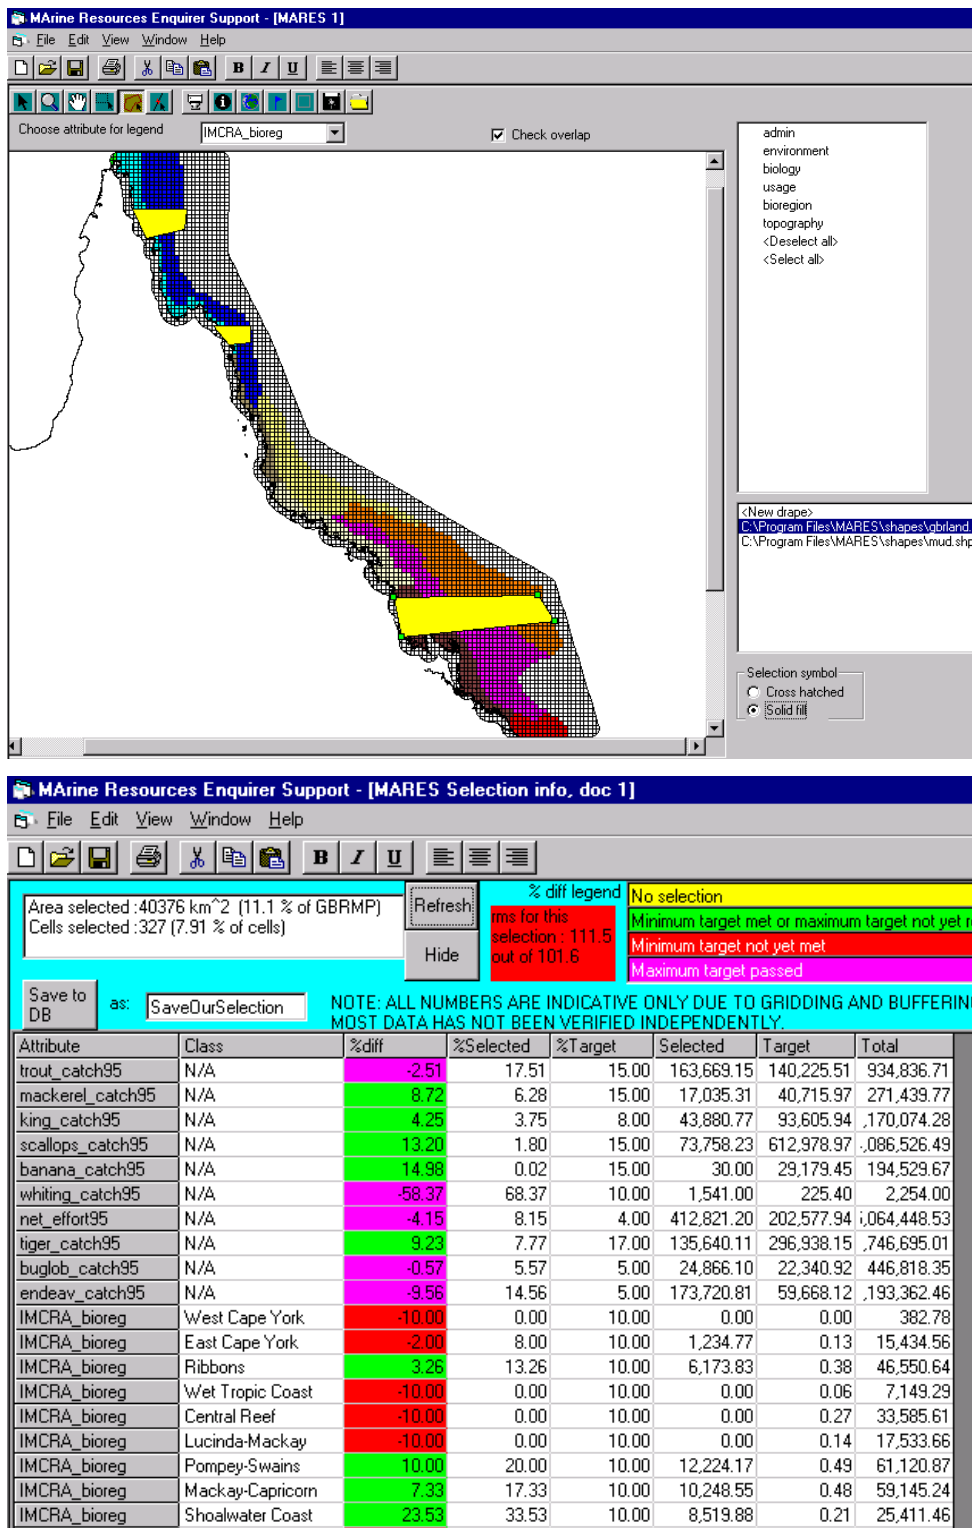 MArine Resources Enquirer Support - [MARES 1]
File Edit View Window Help
B I U
Choose attribute for legend IMCRA_bioreg Check overlap
admin
environment
biology
usage
bioregion
topography
<Deselect all>
<Select all>
<New drape>
C:\Program Files\MARES\shapes\gbrland.
C:\Program Files\MARES\shapes\mud.shp
Selection symbol
Cross hatched
Solid fill
MArine Resources Enquirer Support - [MARES Selection info, doc 1]
File Edit View Window Help
B I U
Area selected :40376 km^2 (11.1 % of GBRMP)
Cells selected :327 (7.91 % of cells)
Refresh
Hide
% diff legend
rms for this
selection : 111.5
out of 101.6
No selection
Minimum target met or maximum target not yet r
Minimum target not yet met
Maximum target passed
Save to
DB
as: SaveOurSelection
NOTE: ALL NUMBERS ARE INDICATIVE ONLY DUE TO GRIDDING AND BUFFERIN
MOST DATA HAS NOT BEEN VERIFIED INDEPENDENTLY.
Attribute Class %diff %Selected %Target Selected Target Total
trout_catch95 N/A -2.51 17.51 15.00 163,669.15 140,225.51 934,836.71
mackerel_catch95 N/A 8.72 6.28 15.00 17,035.31 40,715.97 271,439.77
king_catch95 N/A 4.25 3.75 8.00 43,880.77 93,605.94 ,170,074.28
scallops_catch95 N/A 13.20 1.80 15.00 73,758.23 612,978.97 ,086,526.49
banana_catch95 N/A 14.98 0.02 15.00 30.00 29,179.45 194,529.67
whiting_catch95 N/A -58.37 68.37 10.00 1,541.00 225.40 2,254.00
net_effort95 N/A -4.15 8.15 4.00 412,821.20 202,577.94 ,064,448.53
tiger_catch95 N/A 9.23 7.77 17.00 135,640.11 296,938.15 ,746,695.01
buglob_catch95 N/A -0.57 5.57 5.00 24,866.10 22,340.92 446,818.35
endeav_catch95 N/A -9.56 14.56 5.00 173,720.81 59,668.12 ,193,362.46
IMCRA_bioreg West Cape York -10.00 0.00 10.00 0.00 0.00 382.78
IMCRA_bioreg East Cape York -2.00 8.00 10.00 1,234.77 0.13 15,434.56
IMCRA_bioreg Ribbons 3.26 13.26 10.00 6,173.83 0.38 46,550.64
IMCRA_bioreg Wet Tropic Coast -10.00 0.00 10.00 0.00 0.06 7,149.29
IMCRA_bioreg Central Reef -10.00 0.00 10.00 0.00 0.27 33,585.61
IMCRA_bioreg Lucinda-Mackay -10.00 0.00 10.00 0.00 0.14 17,533.66
IMCRA_bioreg Pompey-Swains 10.00 20.00 10.00 12,224.17 0.49 61,120.87
IMCRA_bioreg Mackay-Capricorn 7.33 17.33 10.00 10,248.55 0.48 59,145.24
IMCRA_bioreg Shoalwater Coast 23.53 33.53 10.00 8,519.88 0.21 25,411.46